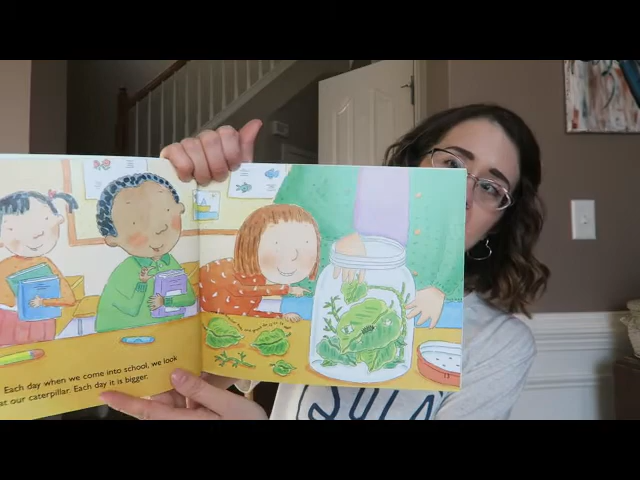 Each day when we come into school, we look
at our caterpillar. Each day it is bigger.